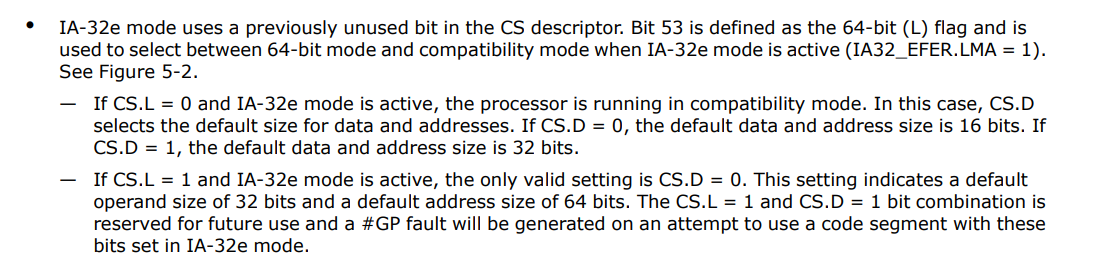 • IA-32e mode uses a previously unused bit in the CS descriptor. Bit 53 is defined as the 64-bit (L) flag and is
used to select between 64-bit mode and compatibility mode when IA-32e mode is active (IA32_EFER.LMA = 1).
See Figure 5-2.
— If CS.L = 0 and IA-32e mode is active, the processor is running in compatibility mode. In this case, CS.D
selects the default size for data and addresses. If CS.D = 0, the default data and address size is 16 bits. If
CS.D = 1, the default data and address size is 32 bits.
— If CS.L = 1 and IA-32e mode is active, the only valid setting is CS.D = 0. This setting indicates a default
operand size of 32 bits and a default address size of 64 bits. The CS.L = 1 and CS.D = 1 bit combination is
reserved for future use and a #GP fault will be generated on an attempt to use a code segment with these
bits set in IA-32e mode.